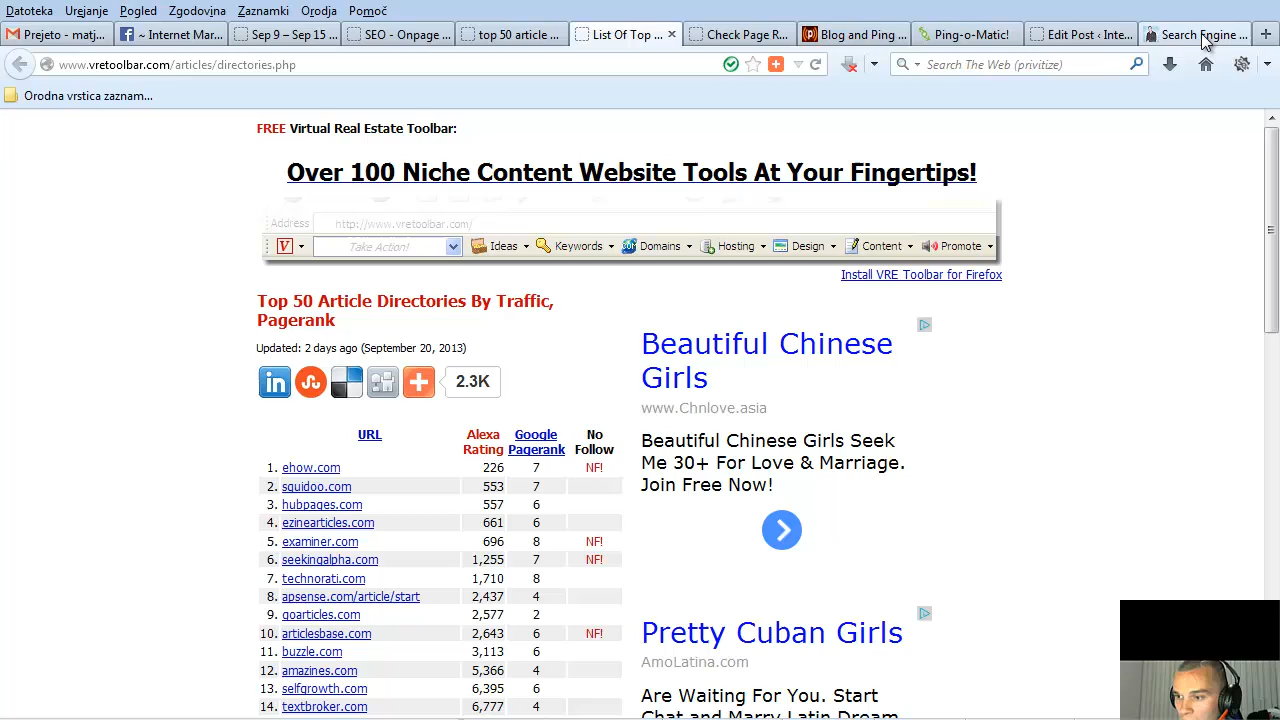 Datoteka Urejanje Pogled Zgodovina Zaznamki Orodja Pomoč
Prejeto - matj... ~ Internet Mar... Sep 9 – Sep 15 ... SEO - Onpage ... top 50 article ... List Of Top ... × Check Page R... Blog and Ping ... Ping-o-Matic! Edit Post ‹ Inte... Search Engine ... +
www.vretoolbar.com/articles/directories.php Search The Web (privitize)
Orodna vrstica zaznam...
FREE Virtual Real Estate Toolbar:
Over 100 Niche Content Website Tools At Your Fingertips!
Address http://www.vretoolbar.com/
V Take Action! Ideas Keywords Domains Hosting Design Content Promote
Install VRE Toolbar for Firefox
Top 50 Article Directories By Traffic,
Pagerank
Updated: 2 days ago (September 20, 2013)
in 2.3K
URL Alexa Rating Google Pagerank No Follow
1. ehow.com 226 7 NF!
2. squidoo.com 553 7
3. hubpages.com 557 6
4. ezinearticles.com 661 6
5. examiner.com 696 8 NF!
6. seekingalpha.com 1,255 7 NF!
7. technorati.com 1,710 8
8. apsense.com/article/start 2,437 4
9. goarticles.com 2,577 2
10. articlesbase.com 2,643 6 NF!
11. buzzle.com 3,113 6
12. amazines.com 5,366 4
13. selfgrowth.com 6,395 6
14. textbroker.com 6,777 4
Beautiful Chinese
Girls
www.Chnlove.asia
Beautiful Chinese Girls Seek
Me 30+ For Love & Marriage.
Join Free Now!
Pretty Cuban Girls
AmoLatina.com
Are Waiting For You. Start
Chat and Marry Latin Dream